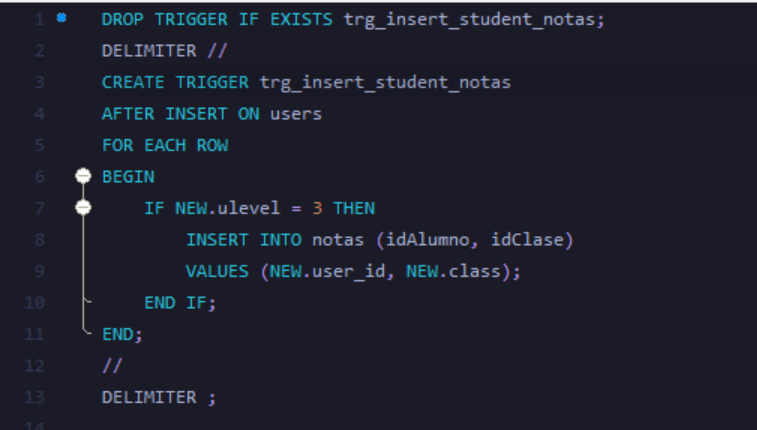 1 DROP TRIGGER IF EXISTS trg_insert_student_notas;
2 DELIMITER //
3 CREATE TRIGGER trg_insert_student_notas
4 AFTER INSERT ON users
5 FOR EACH ROW
6 BEGIN
7 IF NEW.ulevel = 3 THEN
8 INSERT INTO notas (idAlumno, idClase)
9 VALUES (NEW.user_id, NEW.class);
10 END IF;
11 END;
12 //
13 DELIMITER ;
14